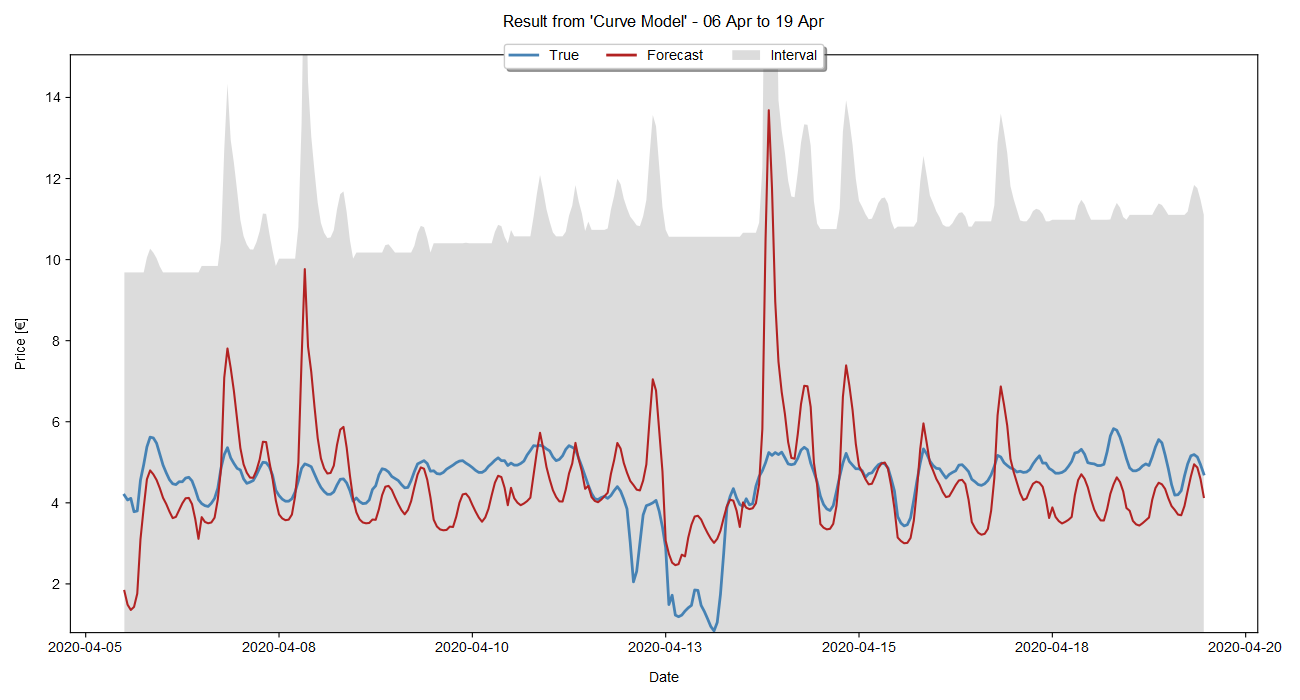 Result from 'Curve Model' - 06 Apr to 19 Apr
True Forecast Interval
14
12
10
8
6
4
2
Price [€]
2020-04-05 2020-04-08 2020-04-10 2020-04-13 2020-04-15 2020-04-18 2020-04-20
Date